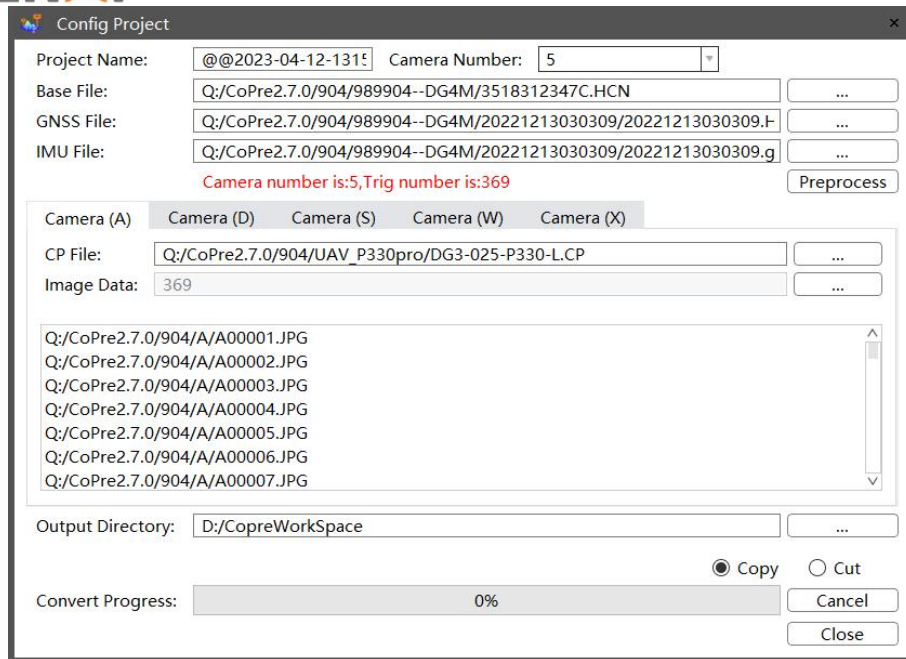 Config Project
Project Name: @@2023-04-12-1315 Camera Number: 5
Base File: Q:/CoPre2.7.0/904/989904--DG4M/3518312347C.HCN ...
GNSS File: Q:/CoPre2.7.0/904/989904--DG4M/20221213030309/20221213030309.H ...
IMU File: Q:/CoPre2.7.0/904/989904--DG4M/20221213030309/20221213030309.g ...
Camera number is:5,Trig number is:369 Preprocess
Camera (A) Camera (D) Camera (S) Camera (W) Camera (X)
CP File: Q:/CoPre2.7.0/904/UAV_P330pro/DG3-025-P330-L.CP ...
Image Data: 369 ...
Q:/CoPre2.7.0/904/A/A00001.JPG
Q:/CoPre2.7.0/904/A/A00002.JPG
Q:/CoPre2.7.0/904/A/A00003.JPG
Q:/CoPre2.7.0/904/A/A00004.JPG
Q:/CoPre2.7.0/904/A/A00005.JPG
Q:/CoPre2.7.0/904/A/A00006.JPG
Q:/CoPre2.7.0/904/A/A00007.JPG
Output Directory: D:/CopreWorkSpace ...
Copy Cut
Convert Progress: 0% Cancel
Close